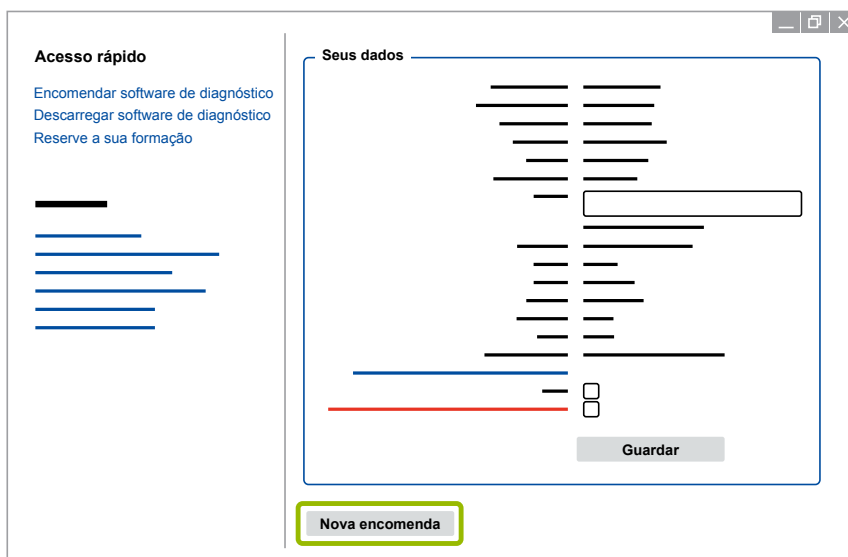 Acesso rápido
Encomendar software de diagnóstico
Descarregar software de diagnóstico
Reserve a sua formação
Seus dados
Guardar
Nova encomenda